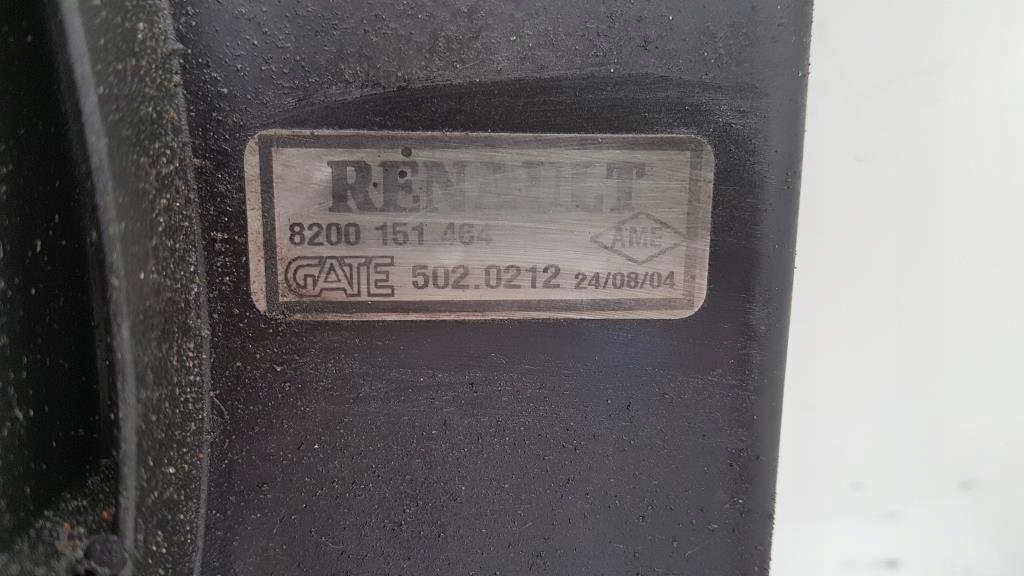 RENAULT
8200 151 464
AME
GATE 502.0212 24/08/04